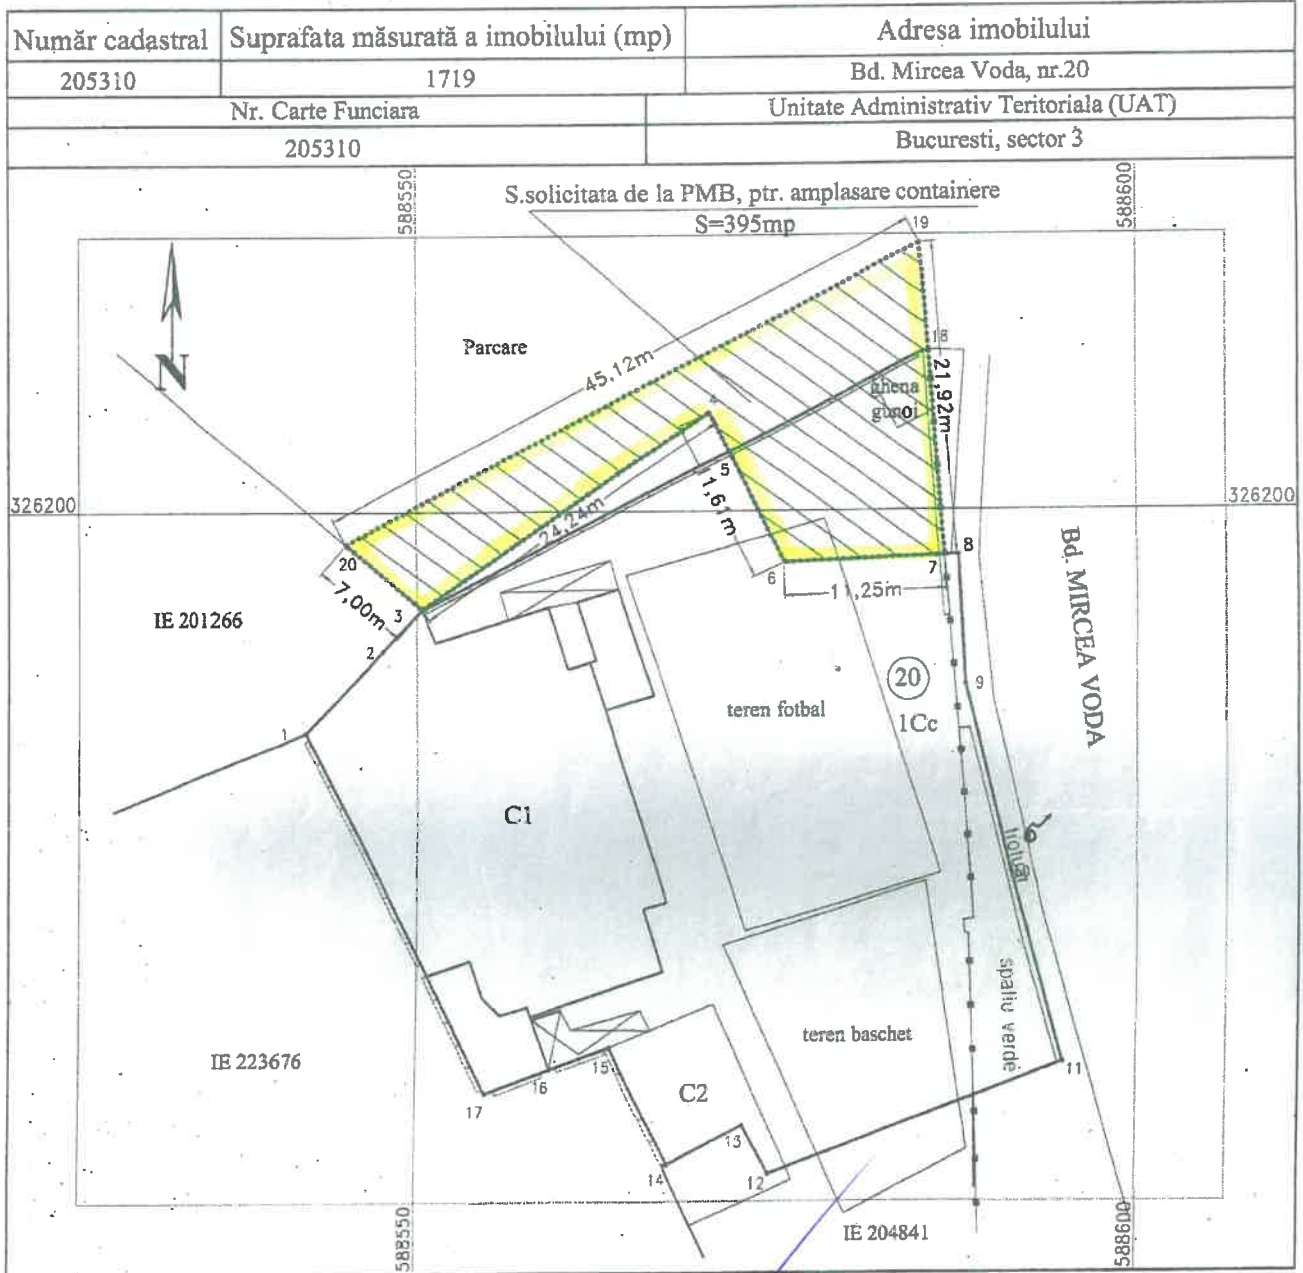 Număr cadastral Suprafata măsurată a imobilului (mp) Adresa imobilului
205310 1719 Bd. Mircea Voda, nr.20
Nr. Carte Funciara Unitate Administrativ Teritoriala (UAT)
205310 Bucuresti, sector 3
588550 588600
S.solicitata de la PMB, ptr. amplasare containere
S=395mp
19
N
Parcare
45,12m
18
ghena
gunoi
21,92m
4
5
326200 326200
24,24m
11,61m
20
7,00m
3
6
7
8
11,25m
Bd. MIRCEA VODA
IE 201266
2
1
20
1Cc
9
teren fotbal
C1
trotuar
spatiu verde
teren baschet
IE 223676
11
15
16
17
C2
13
14
12
IE 204841
588550 588600